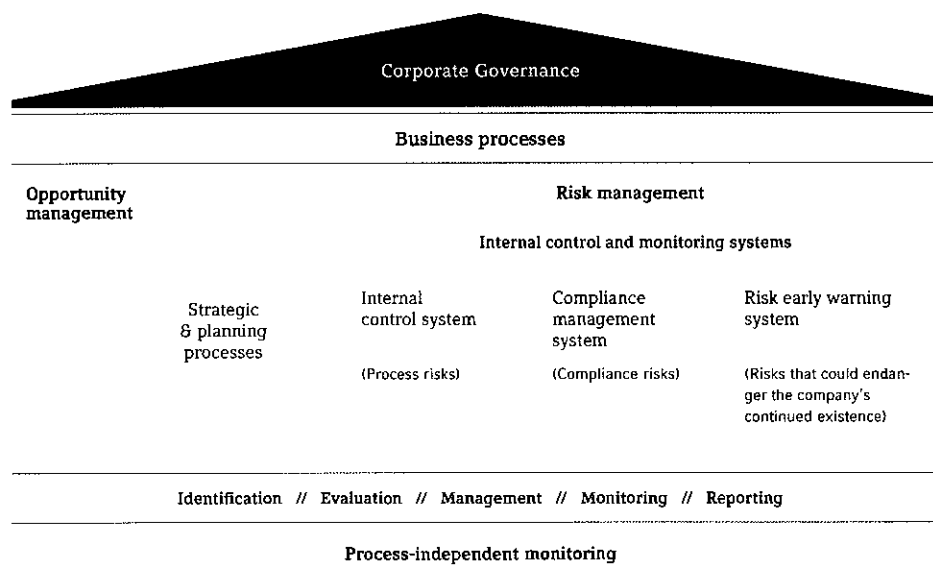 Corporate Governance
Business processes
Opportunity
management
Risk management
Internal control and monitoring systems
Strategic
& planning
processes
Internal
control system
(Process risks)
Compliance
management
system
(Compliance risks)
Risk early warning
system
(Risks that could endan-
ger the company's
continued existence)
Identification // Evaluation // Management // Monitoring // Reporting
Process-independent monitoring